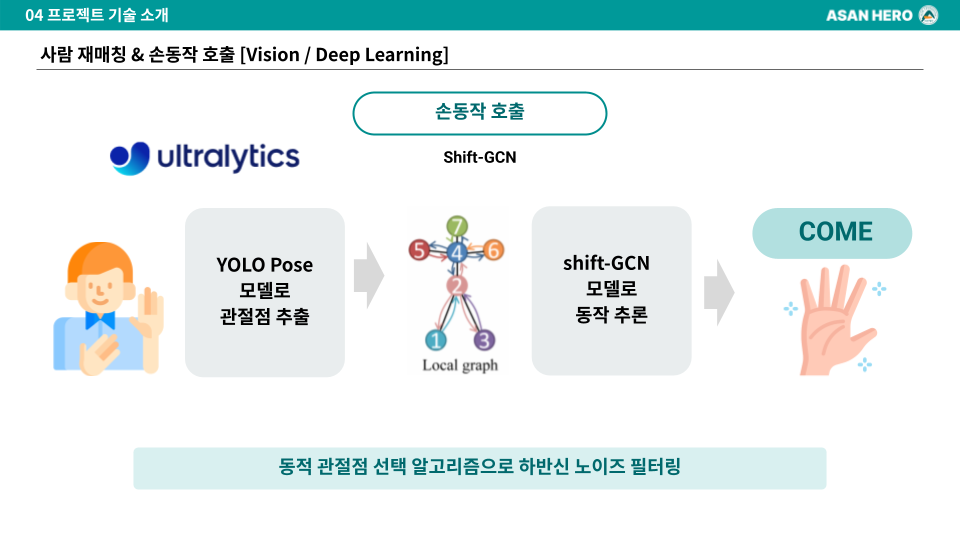 04 프로젝트 기술 소개
ASAN HERO
사람 재매칭 & 손동작 호출 [Vision / Deep Learning]
손동작 호출
ultralytics
Shift-GCN
YOLO Pose
모델로
관절점 추출
7
5
4
6
2
1
3
Local graph
shift-GCN
모델로
동작 추론
COME
동적 관절점 선택 알고리즘으로 하반신 노이즈 필터링